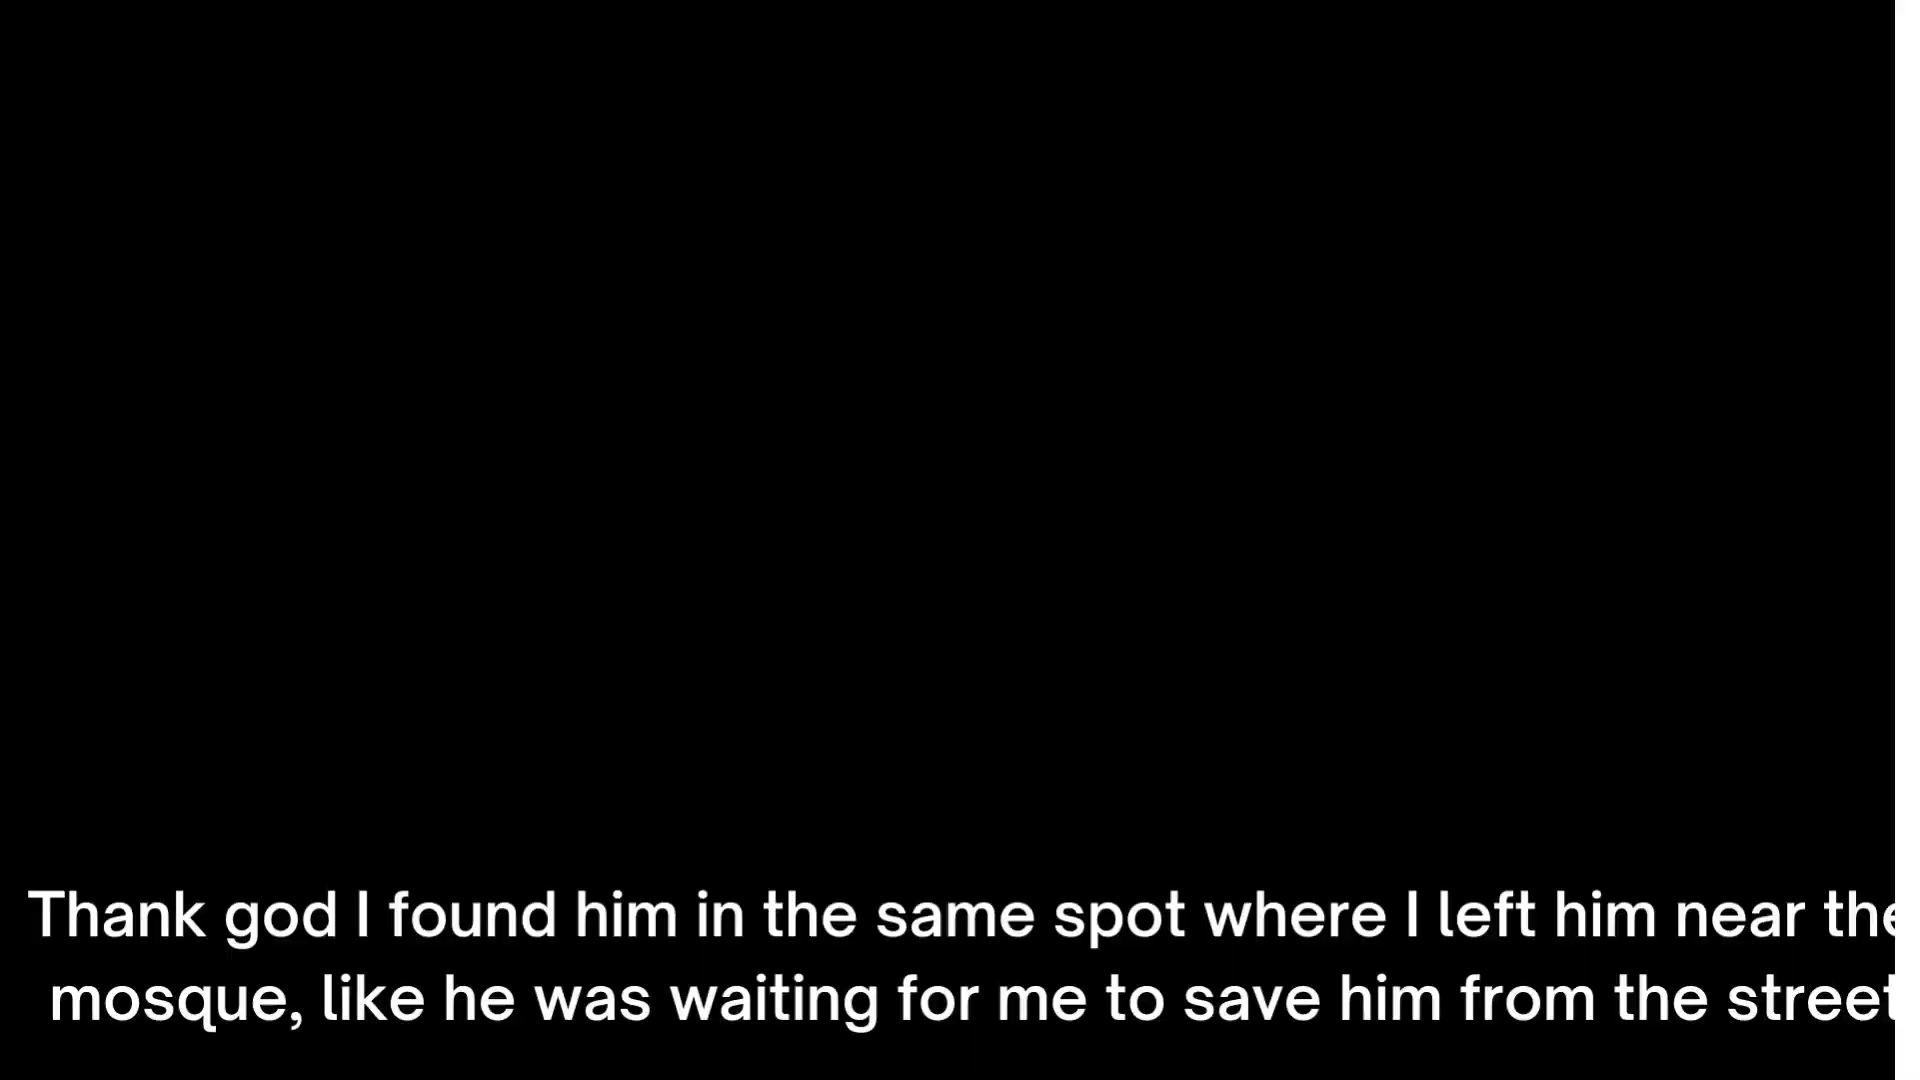 Thank god I found him in the same spot where I left him near the
mosque, like he was waiting for me to save him from the street